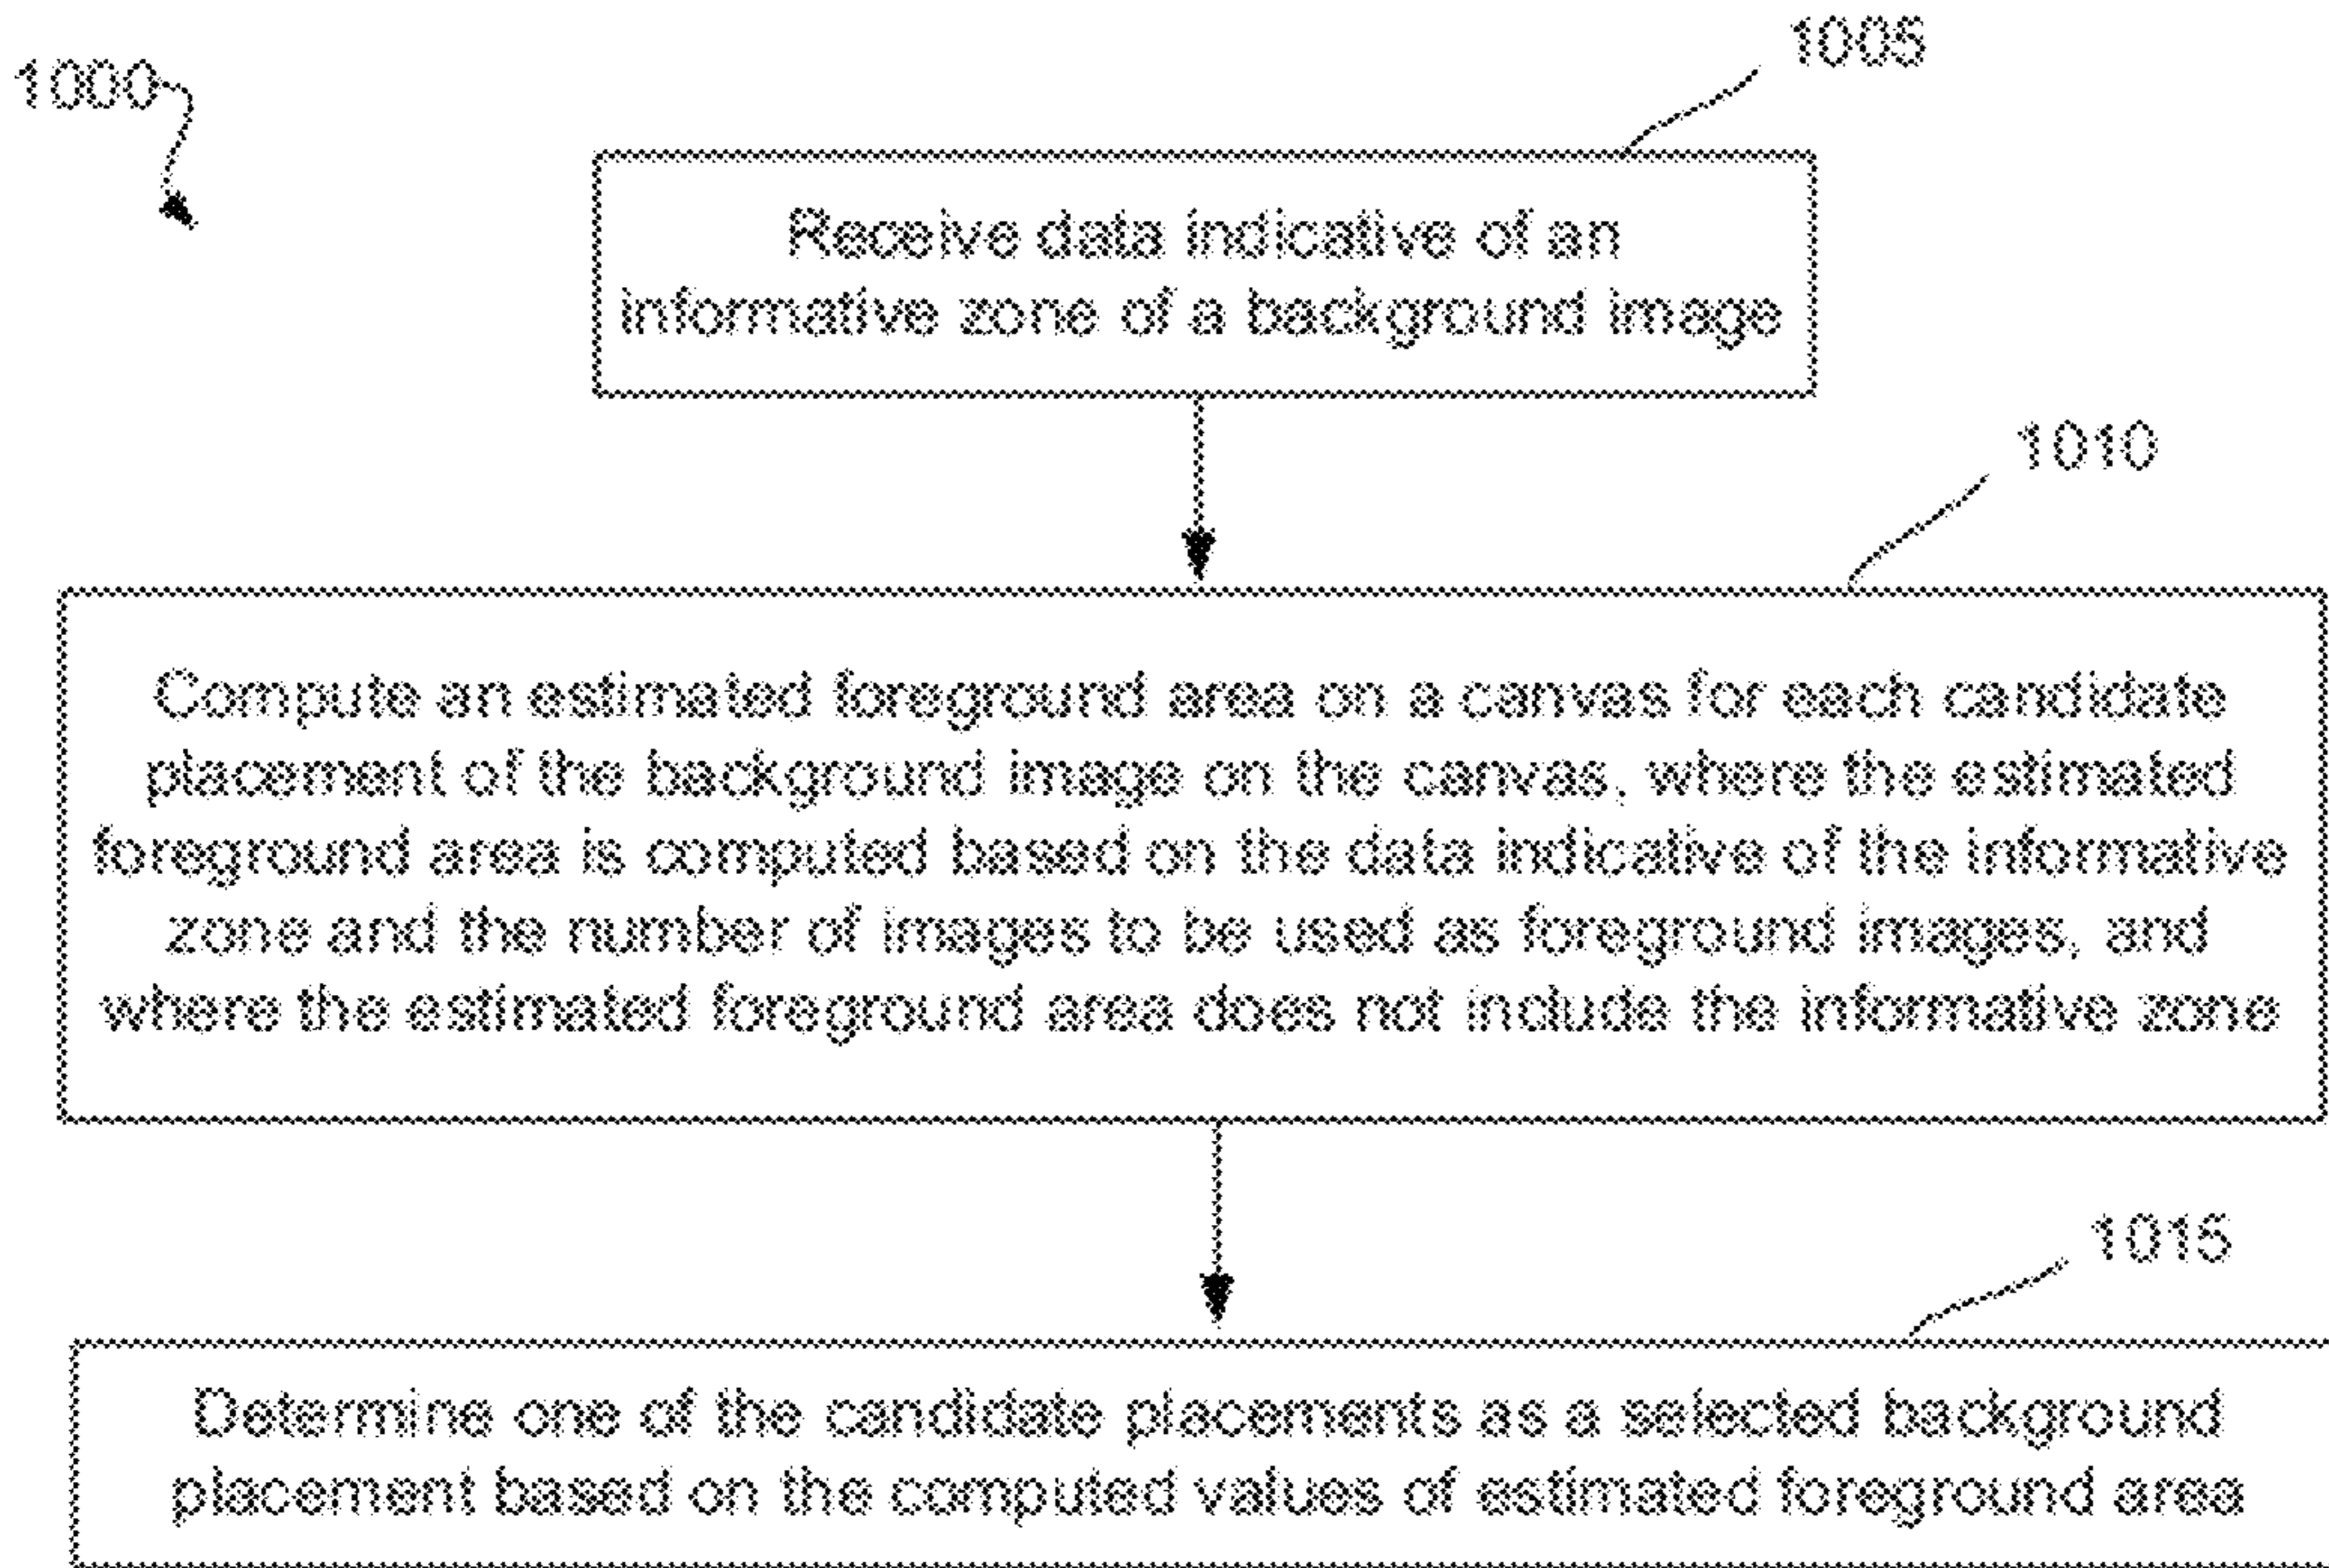 1000
1005
Receive data indicative of an
informative zone of a background image
1010
Compute an estimated foreground area on a canvas for each candidate
placement of the background image on the canvas, where the estimated
foreground area is computed based on the data indicative of the informative
zone and the number of images to be used as foreground images, and
where the estimated foreground area does not include the informative zone
1015
Determine one of the candidate placements as a selected background
placement based on the computed values of estimated foreground area